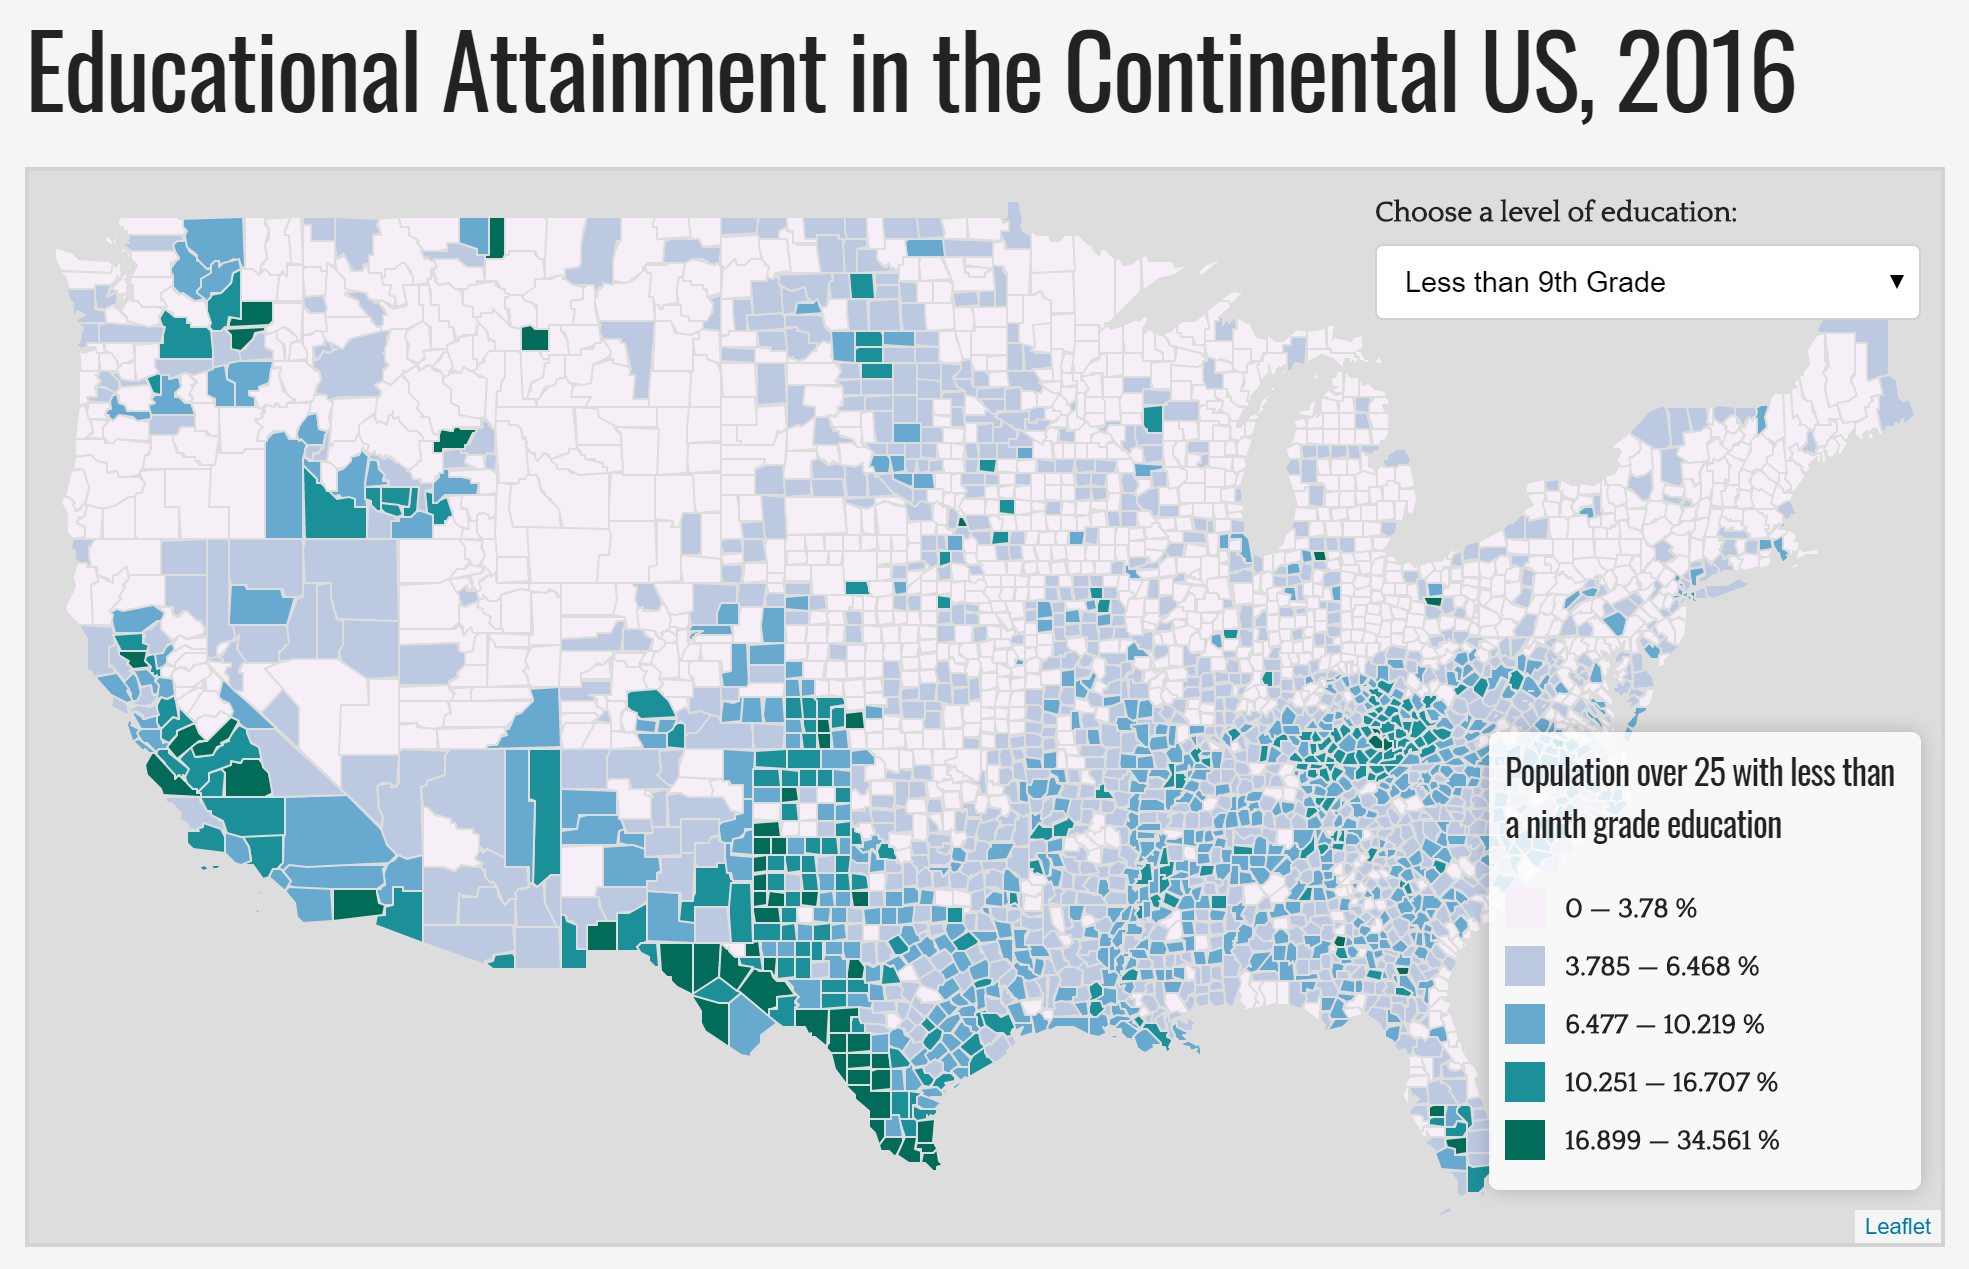 Educational Attainment in the Continental US, 2016
Choose a level of education:
Less than 9th Grade
Population over 25 with less than
a ninth grade education
0 — 3.78 %
3.785 — 6.468 %
6.477 — 10.219 %
10.251 — 16.707 %
16.899 — 34.561 %
Leaflet